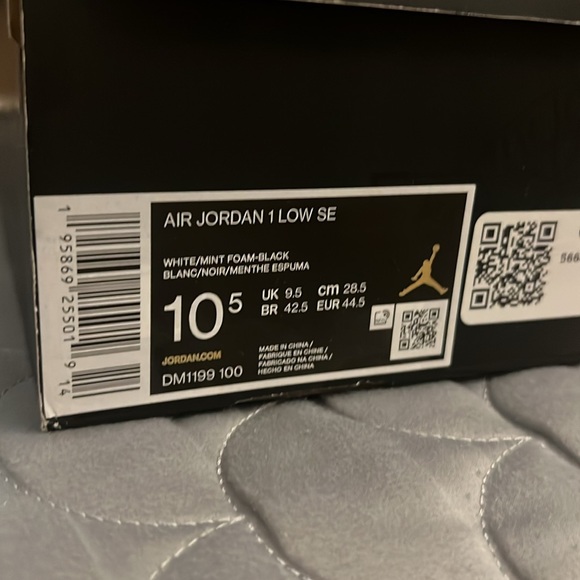 AIR JORDAN 1 LOW SE
WHITE/MINT FOAM-BLACK
BLANC/NOIR/MENTHE ESPUMA
10 5
UK 9.5 cm 28.5
BR 42.5 EUR 44.5
JORDAN.COM
DM1199 100
MADE IN CHINA /
FABRIQUE EN CHINE /
FABRICADO NA CHINA /
HECHO EN CHINA
1 95869 25501 9 14